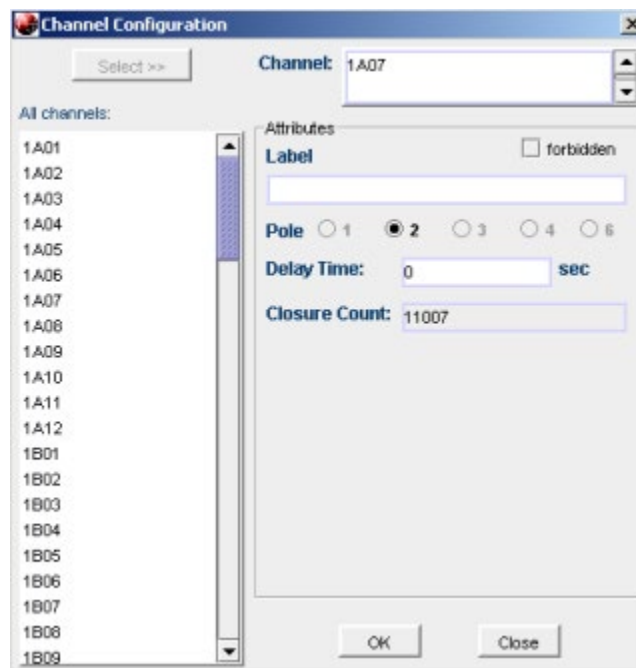 Channel Configuration
Select >>
Channel: 1A07
All channels:
1A01
1A02
1A03
1A04
1A05
1A06
1A07
1A08
1A09
1A10
1A11
1A12
1B01
1B02
1B03
1B04
1B05
1B06
1B07
1B08
1B09
Attributes
Label forbidden
Pole 1 2 3 4 6
Delay Time: 0 sec
Closure Count: 11007
OK Close